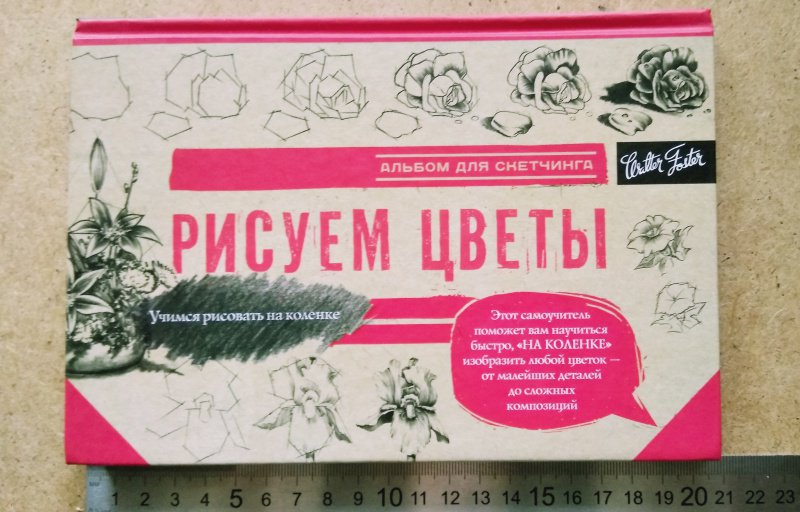 АЛЬБОМ ДЛЯ СКЕТЧИНГА
Walter Foster
РИСУЕМ ЦВЕТЫ
Учимся рисовать на коленке
Этот самоучитель
поможет вам научиться
быстро, «НА КОЛЕНКЕ»
изобразить любой цветок —
от малейших деталей
до сложных
композиций
1 2 3 4 5 6 7 8 9 10 11 12 13 14 15 16 17 18 19 20 21 22 23